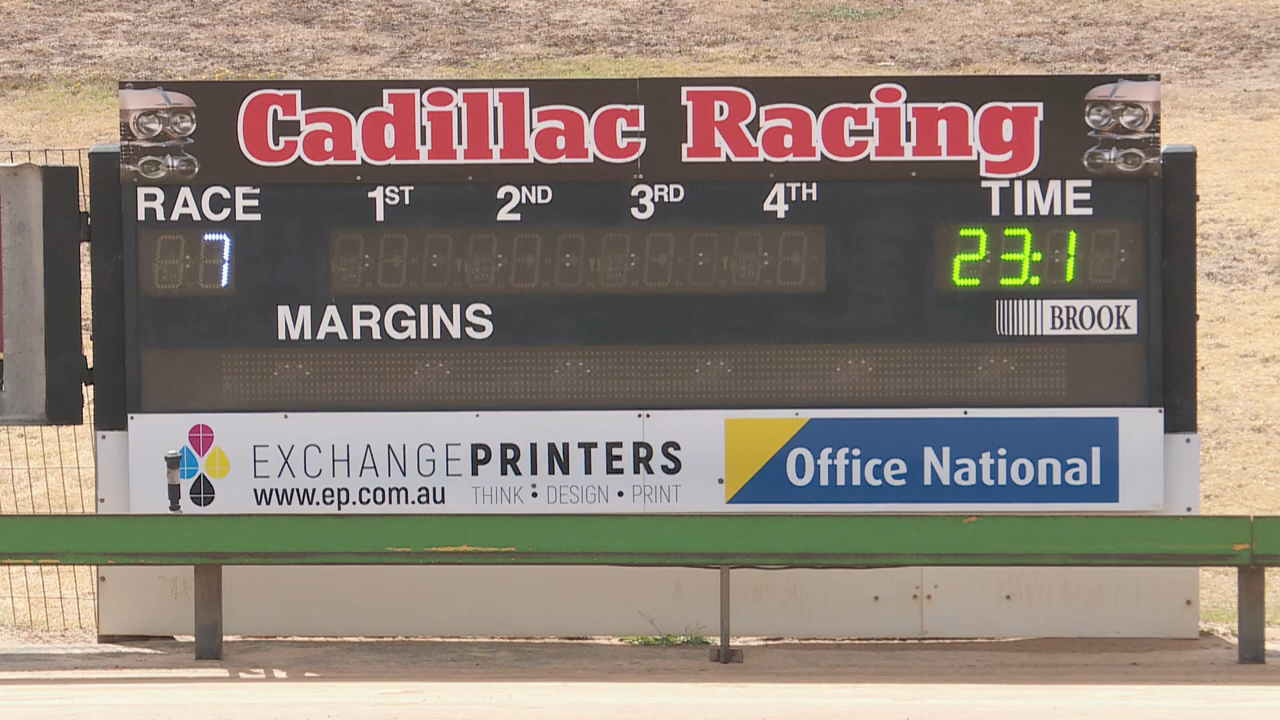 Cadillac Racing
RACE 1ST 2ND 3RD 4TH TIME
7 23:1
MARGINS BROOK
EXCHANGEPRINTERS
www.ep.com.au THINK : DESIGN • PRINT
Office National